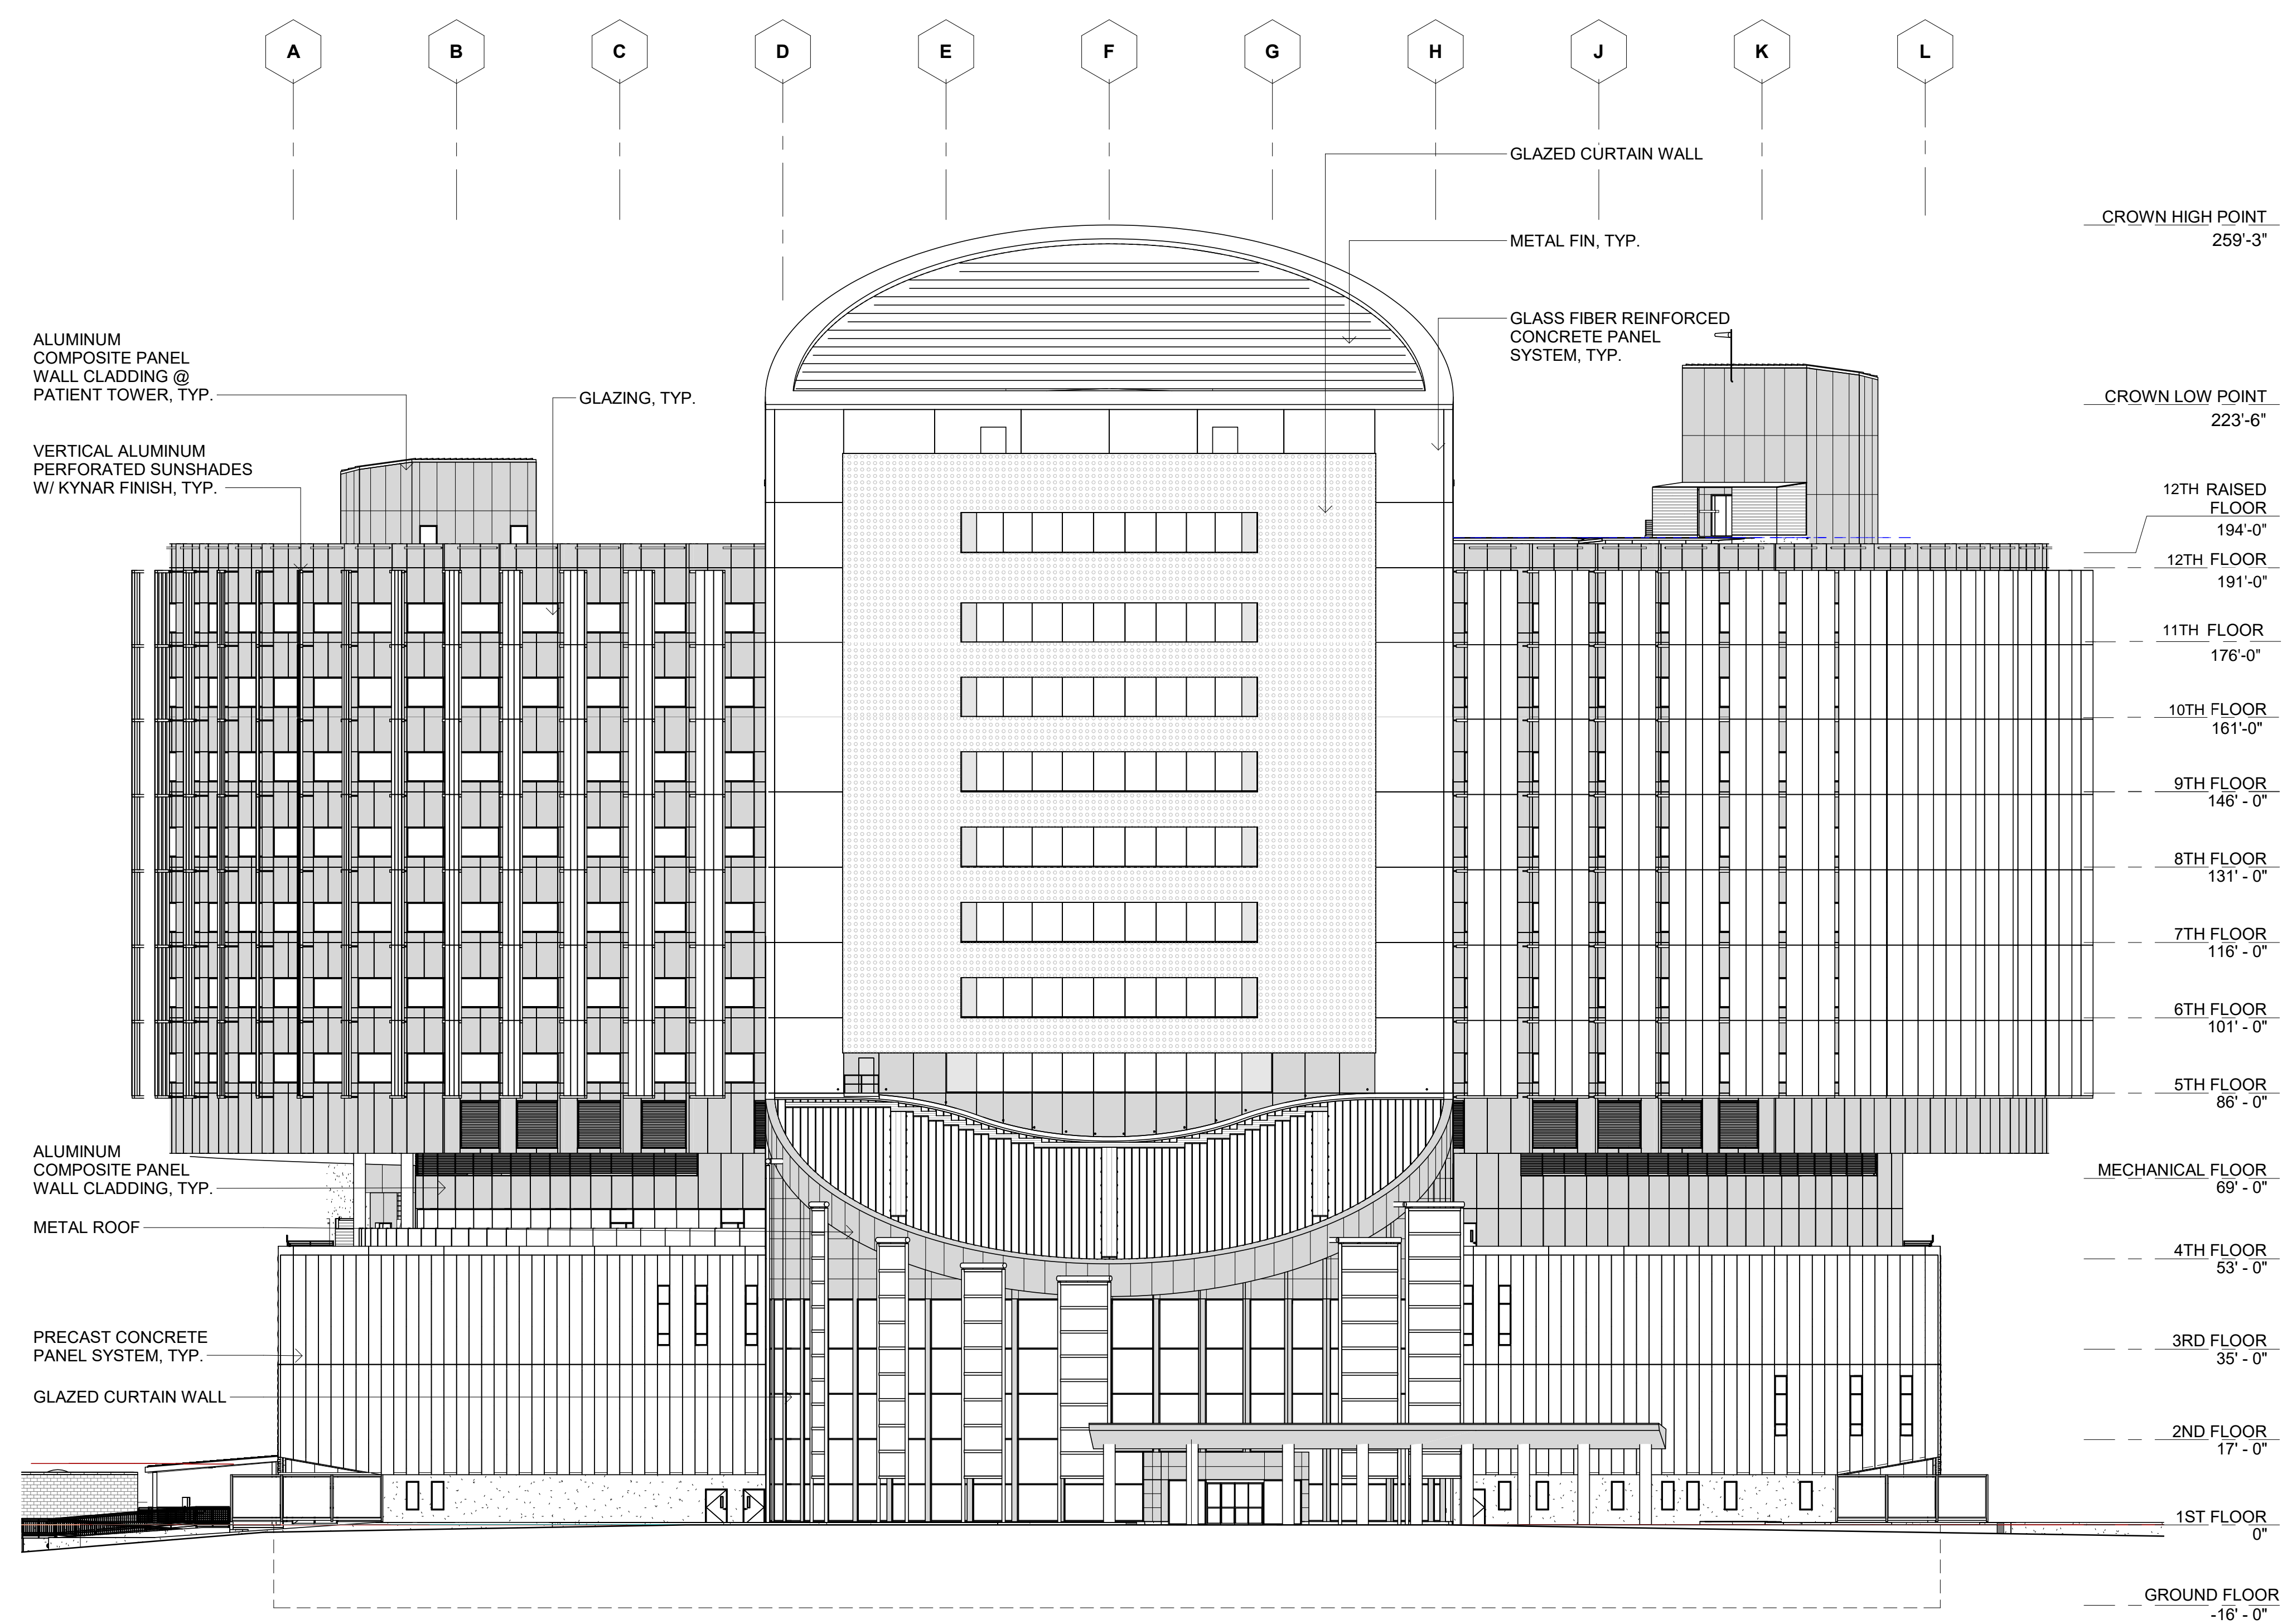 A
B
C
D
E
F
G
H
J
K
L
GLAZED CURTAIN WALL
METAL FIN, TYP.
GLASS FIBER REINFORCED
CONCRETE PANEL
SYSTEM, TYP.
ALUMINUM
COMPOSITE PANEL
WALL CLADDING @
PATIENT TOWER, TYP.
GLAZING, TYP.
VERTICAL ALUMINUM
PERFORATED SUNSHADES
W/ KYNAR FINISH, TYP.
ALUMINUM
COMPOSITE PANEL
WALL CLADDING, TYP.
METAL ROOF
PRECAST CONCRETE
PANEL SYSTEM, TYP.
GLAZED CURTAIN WALL
CROWN HIGH POINT
259'-3"
CROWN LOW POINT
223'-6"
12TH RAISED
FLOOR
194'-0"
12TH FLOOR
191'-0"
11TH FLOOR
176'-0"
10TH FLOOR
161'-0"
9TH FLOOR
146' - 0"
8TH FLOOR
131' - 0"
7TH FLOOR
116' - 0"
6TH FLOOR
101' - 0"
5TH FLOOR
86' - 0"
MECHANICAL FLOOR
69' - 0"
4TH FLOOR
53' - 0"
3RD FLOOR
35' - 0"
2ND FLOOR
17' - 0"
1ST FLOOR
0"
GROUND FLOOR
-16' - 0"